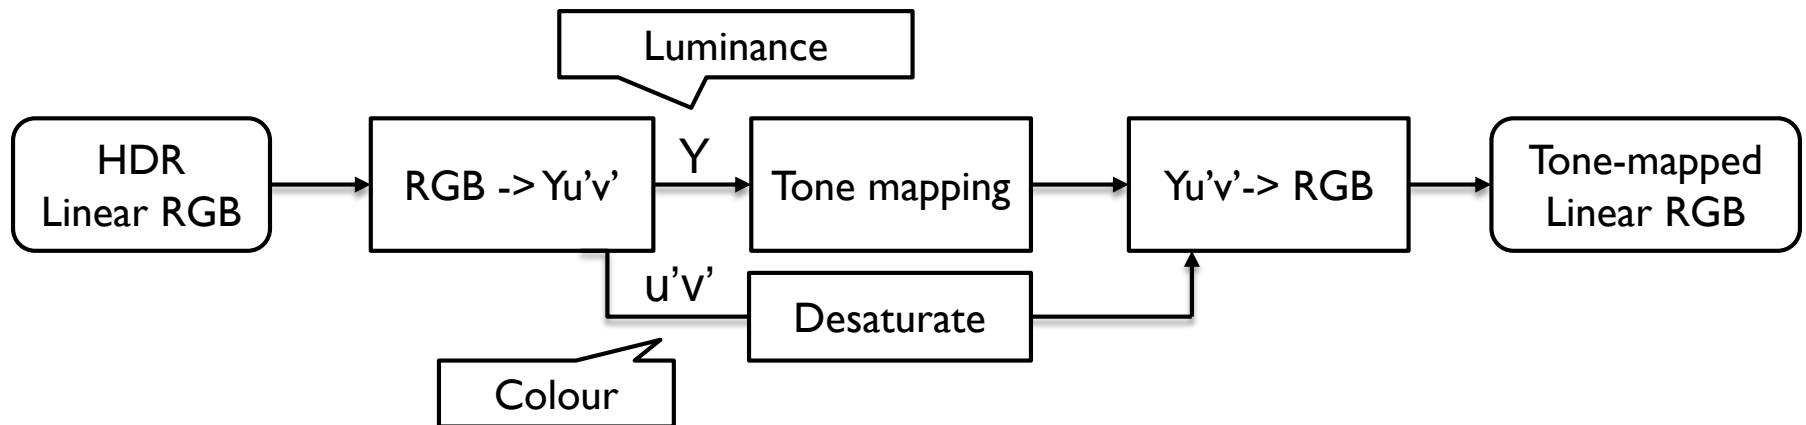 Luminance
HDR
Linear RGB
RGB -> Yu’v’
Y
Tone mapping
Yu’v’-> RGB
Tone-mapped
Linear RGB
u’v’
Desaturate
Colour